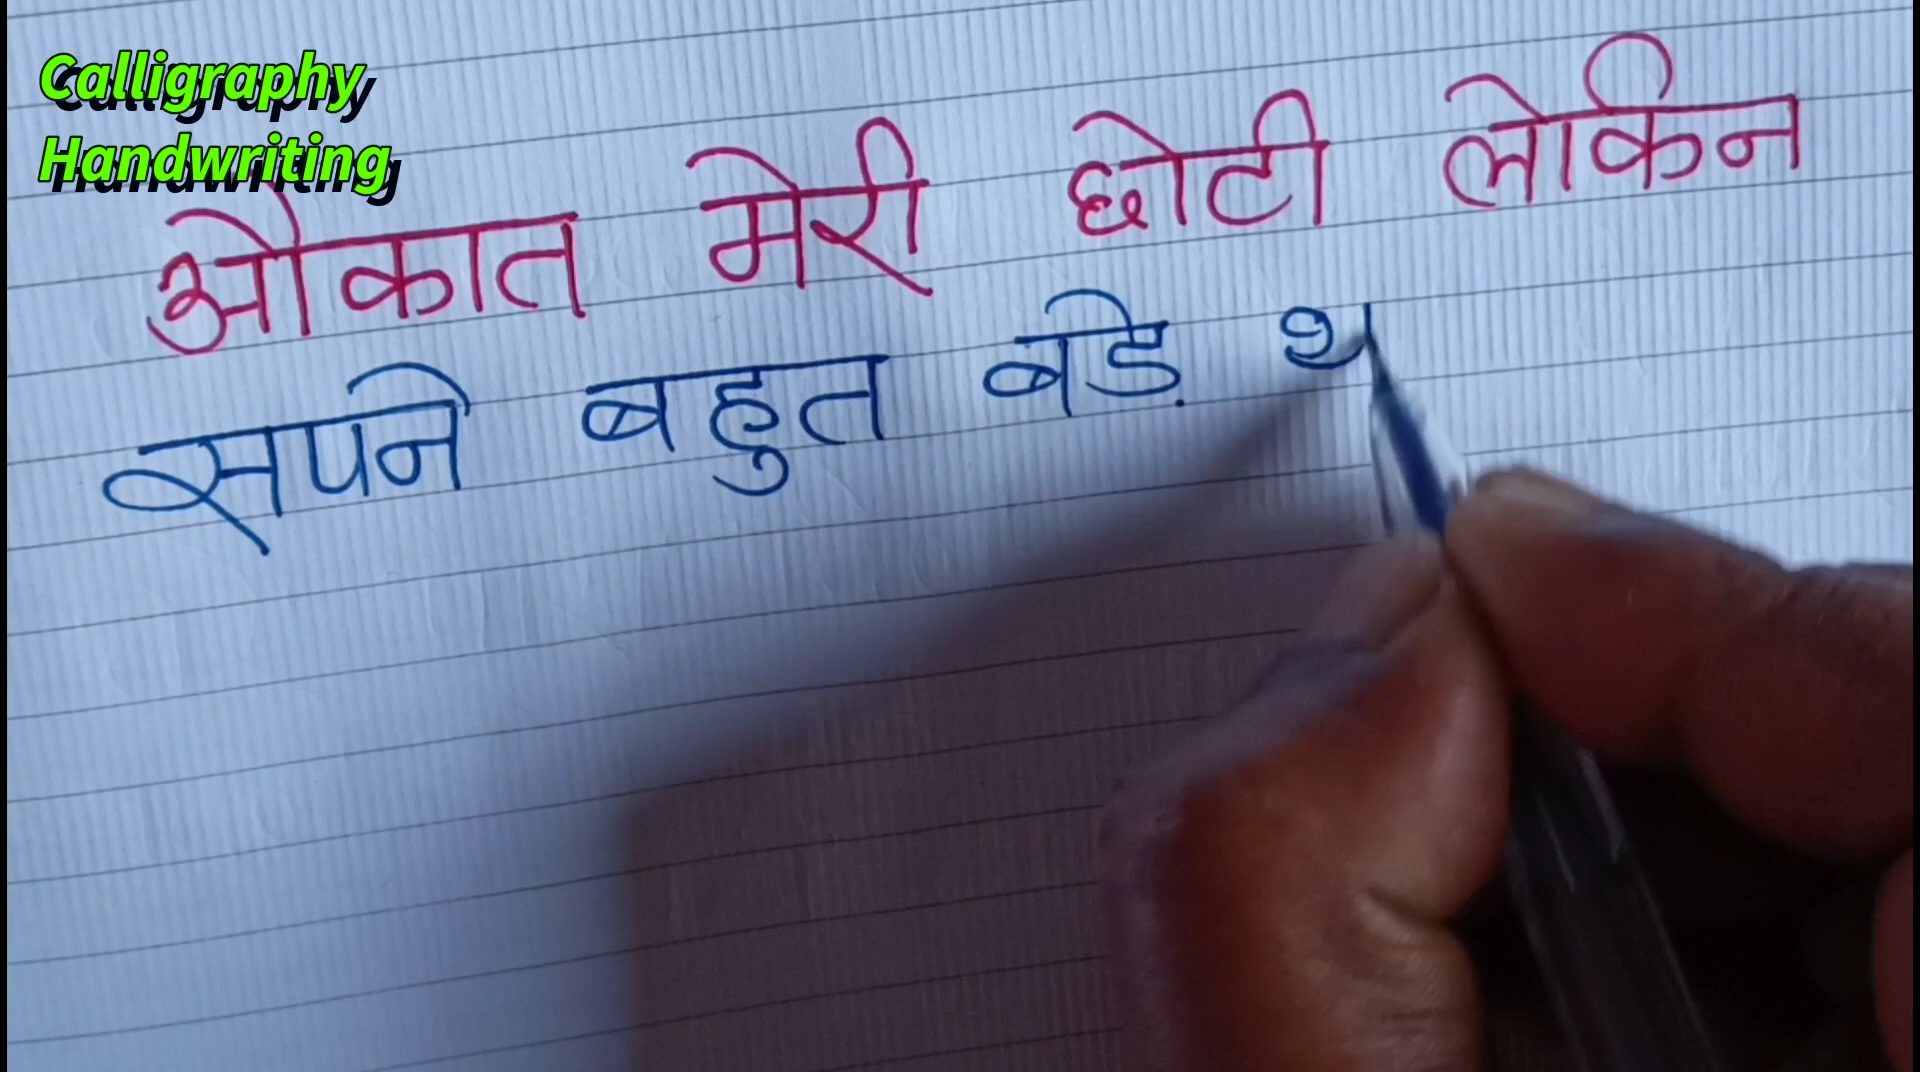 Calligraphy
Handwriting
औकात मेरी छोटी लेकिन
सपने बहुत बड़े थ